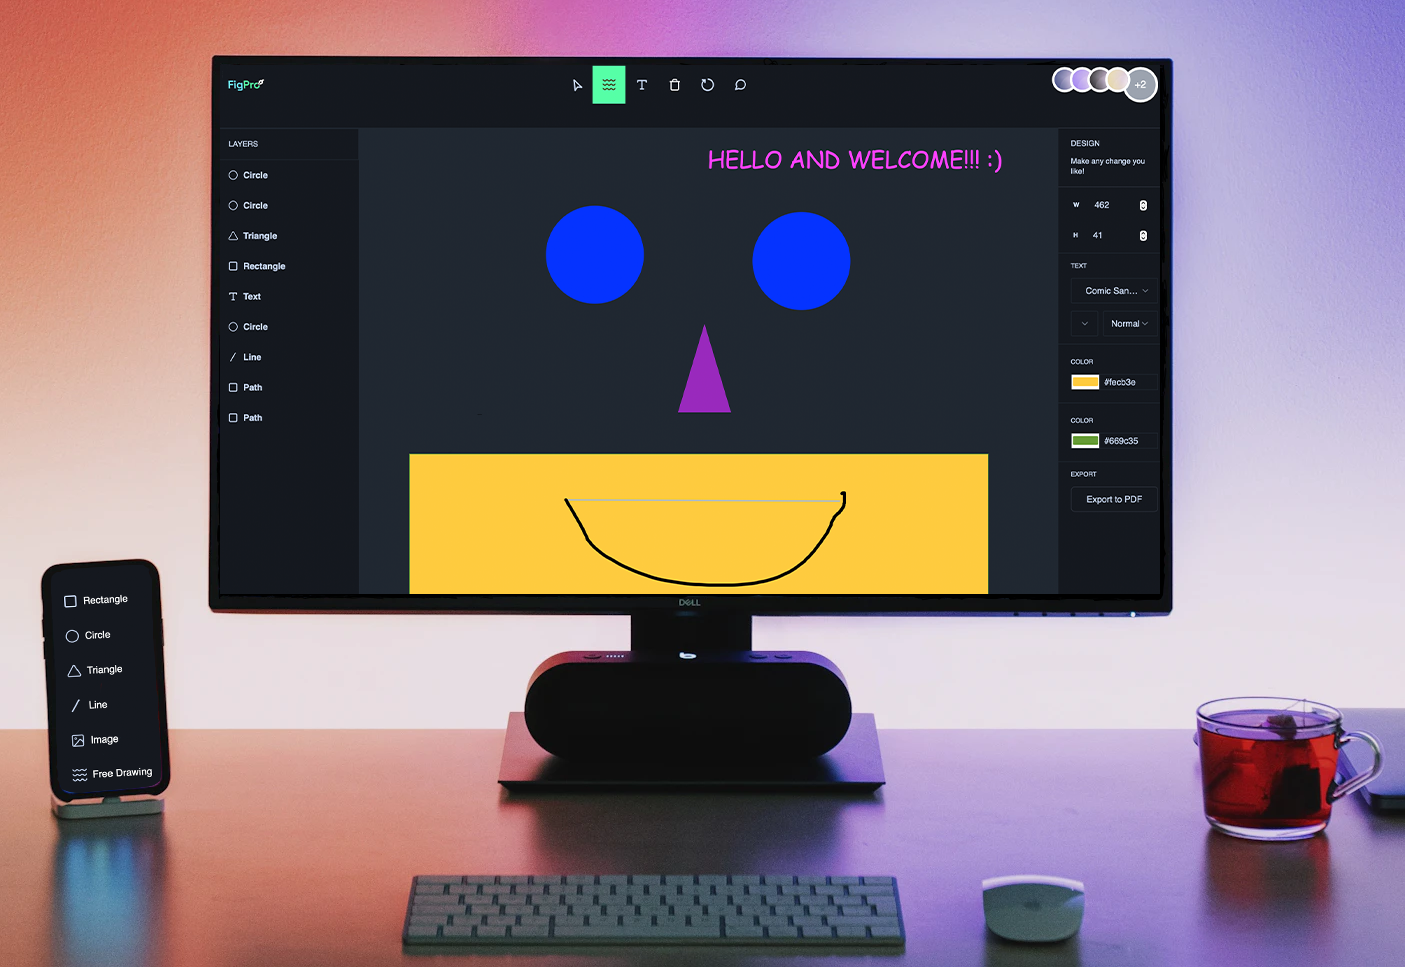 FigPro
+2
LAYERS
Circle
Circle
Triangle
Rectangle
Text
Circle
Line
Path
Path
HELLO AND WELCOME!!! :)
DESIGN
Make any change you
like!
W 462
H 41
TEXT
Comic San...
Normal
COLOR
#fecb3e
COLOR
#669c35
EXPORT
Export to PDF
DELL
Rectangle
Circle
Triangle
Line
Image
Free Drawing